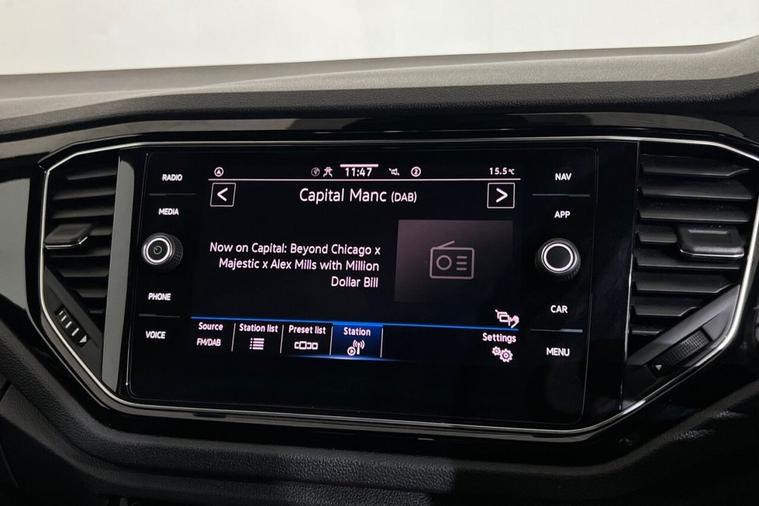 RADIO
MEDIA
PHONE
VOICE
A 11:47 2 15.5°C
< Capital Manc (DAB) >
Now on Capital: Beyond Chicago x
Majestic x Alex Mills with Million
Dollar Bill
Source Station list Preset list Station Settings
FM/DAB
NAV
APP
CAR
MENU